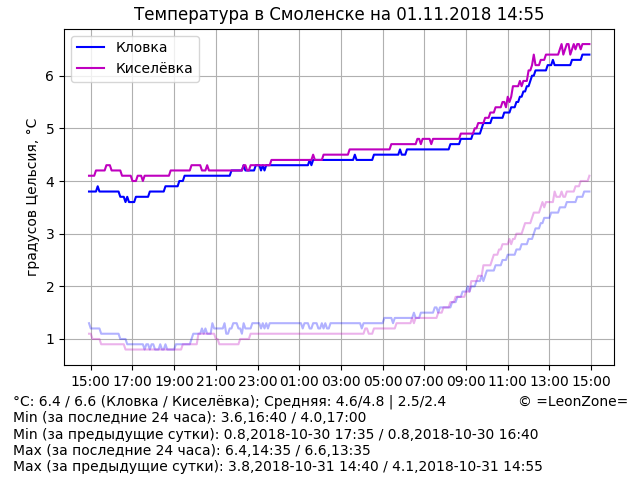 Температура в Смоленске на 01.11.2018 14:55
Кловка
Киселёвка
градусов Цельсия, °C
6
5
4
3
2
1
15:00 17:00 19:00 21:00 23:00 01:00 03:00 05:00 07:00 09:00 11:00 13:00 15:00
°C: 6.4 / 6.6 (Кловка / Киселёвка); Средняя: 4.6/4.8 | 2.5/2.4 © =LeonZone=
Min (за последние 24 часа): 3.6,16:40 / 4.0,17:00
Min (за предыдущие сутки): 0.8,2018-10-30 17:35 / 0.8,2018-10-30 16:40
Max (за последние 24 часа): 6.4,14:35 / 6.6,13:35
Max (за предыдущие сутки): 3.8,2018-10-31 14:40 / 4.1,2018-10-31 14:55